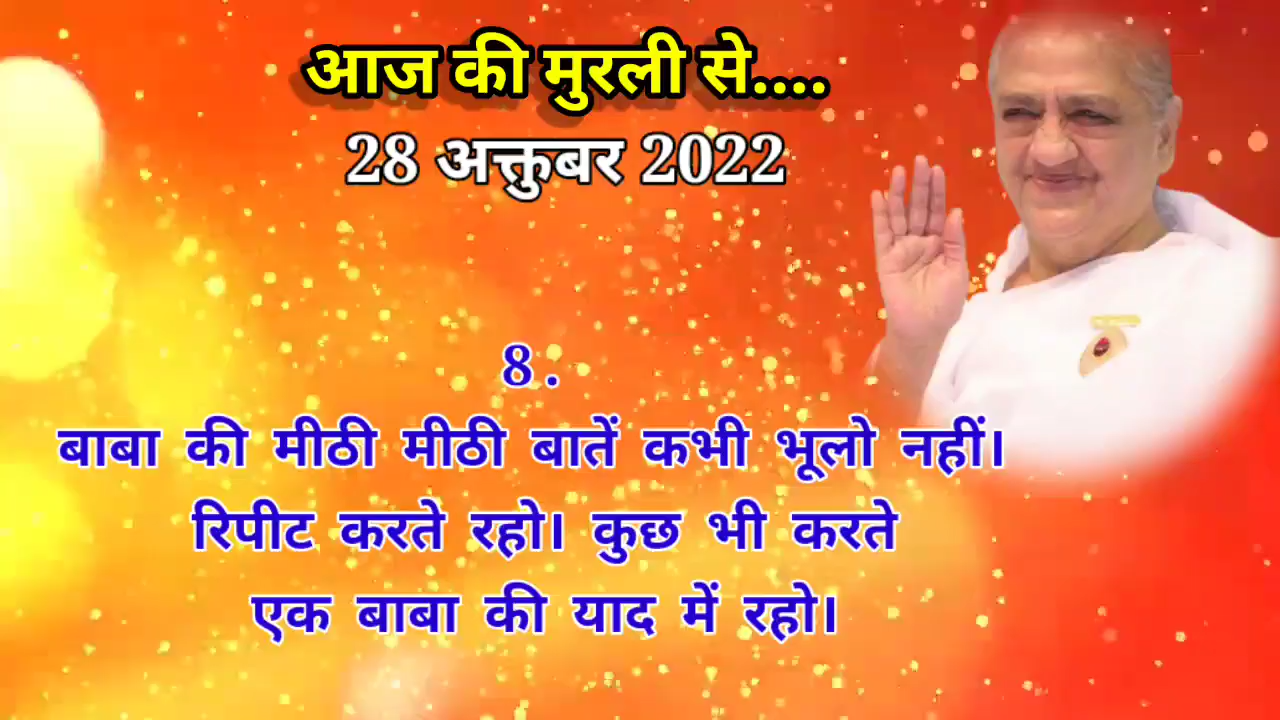 आज की मुरली से....
28 अक्तुबर 2022
8 .
बाबा की मीठी मीठी बातें कभी भूलो नहीं।
रिपीट करते रहो। कुछ भी करते
एक बाबा की याद में रहो।